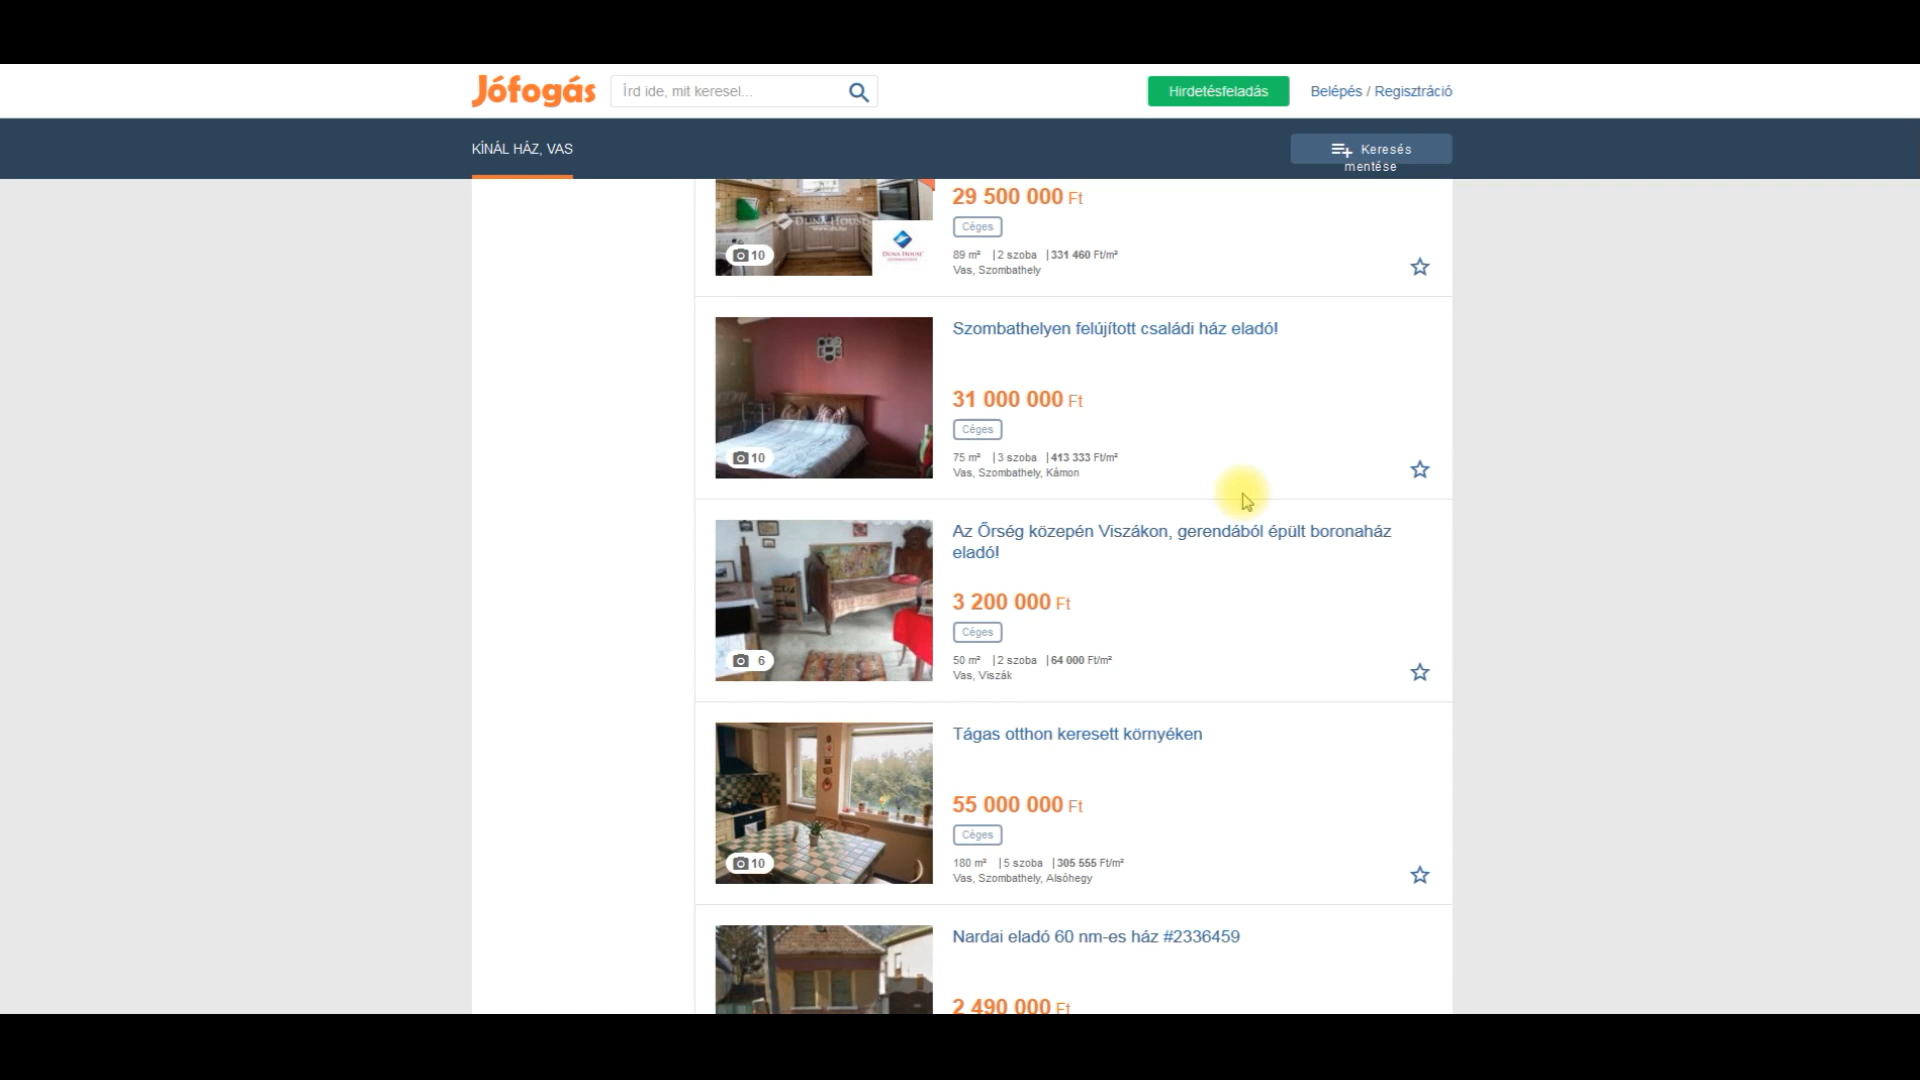 Jófogás
Írd ide, mit keresel...
Hirdetésfeladás
Belépés / Regisztráció
KÍNÁL HÁZ, VAS
Keresés
mentése
DUNA HOUSE
10
DUNA HOUSE
29 500 000 Ft
Céges
89 m² | 2 szoba | 331 460 Ft/m²
Vas, Szombathely
Szombathelyen felújított családi ház eladó!
31 000 000 Ft
Céges
75 m² | 3 szoba | 413 333 Ft/m²
Vas, Szombathely, Kámon
10
Az Őrség közepén Viszákon, gerendából épült boronaház
eladó!
3 200 000 Ft
Céges
50 m² | 2 szoba | 64 000 Ft/m²
Vas, Viszák
6
Tágas otthon keresett környéken
55 000 000 Ft
Céges
180 m² | 5 szoba | 305 555 Ft/m²
Vas, Szombathely, Alsóhegy
10
Nardai eladó 60 nm-es ház #2336459
2 490 000 Ft